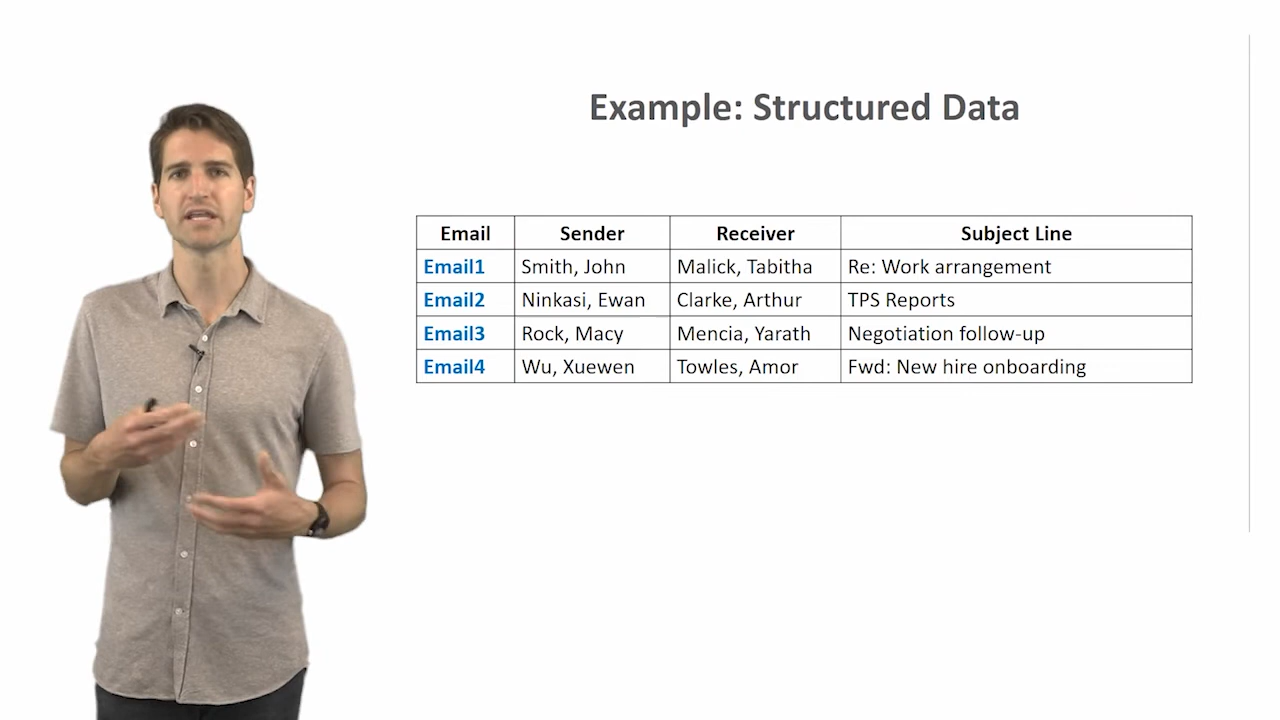 Example: Structured Data
Email Sender Receiver Subject Line
Email1 Smith, John Malick, Tabitha Re: Work arrangement
Email2 Ninkasi, Ewan Clarke, Arthur TPS Reports
Email3 Rock, Macy Mencia, Yarath Negotiation follow-up
Email4 Wu, Xuewen Towles, Amor Fwd: New hire onboarding